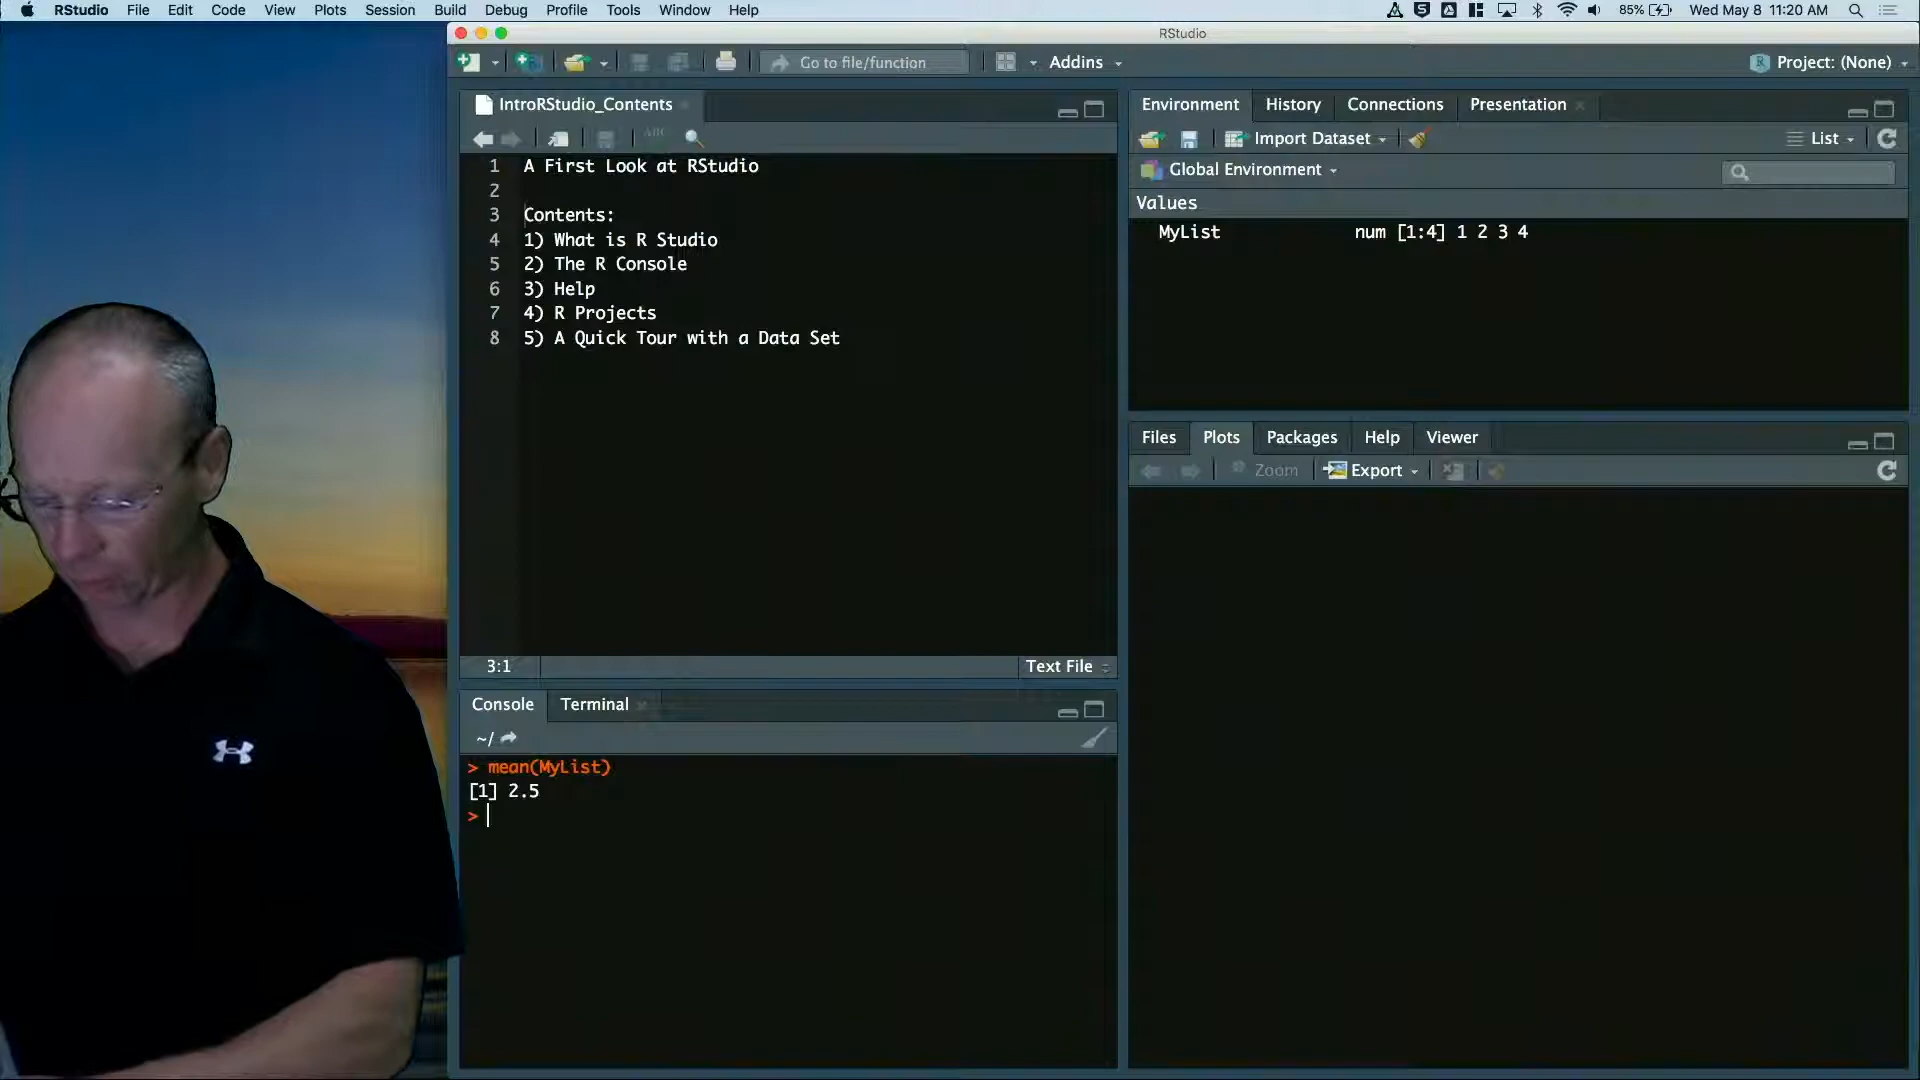 RStudio File Edit Code View Plots Session Build Debug Profile Tools Window Help 85% Wed May 8 11:20 AM
RStudio
Go to file/function Addins Project: (None)
IntroRStudio_Contents
ABC
1 A First Look at RStudio
2
3 Contents:
4 1) What is R Studio
5 2) The R Console
6 3) Help
7 4) R Projects
8 5) A Quick Tour with a Data Set
3:1 Text File
Console Terminal
~/
> mean(MyList)
[1] 2.5
>
Environment History Connections Presentation
Import Dataset List
Global Environment
Values
MyList num [1:4] 1 2 3 4
Files Plots Packages Help Viewer
Zoom Export